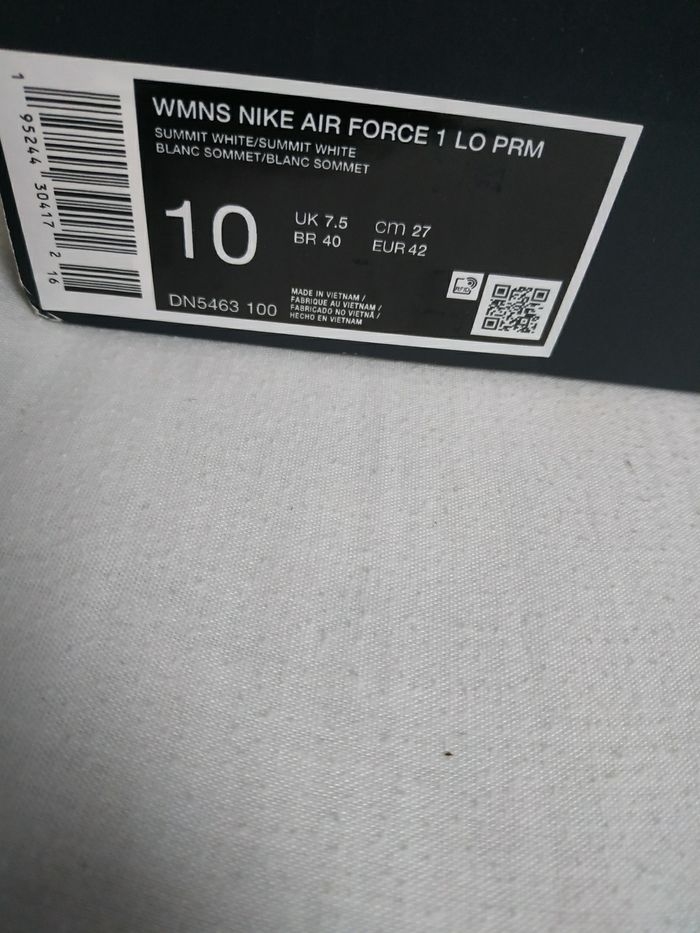 WMNS NIKE AIR FORCE 1 LO PRM
SUMMIT WHITE/SUMMIT WHITE
BLANC SOMMET/BLANC SOMMET
10
UK 7.5 cm 27
BR 40 EUR 42
DN5463 100
MADE IN VIETNAM /
FABRIQUE AU VIETNAM /
FABRICADO NO VIETNÃ /
HECHO EN VIETNAM
RFID
1 95244 30417 2 16